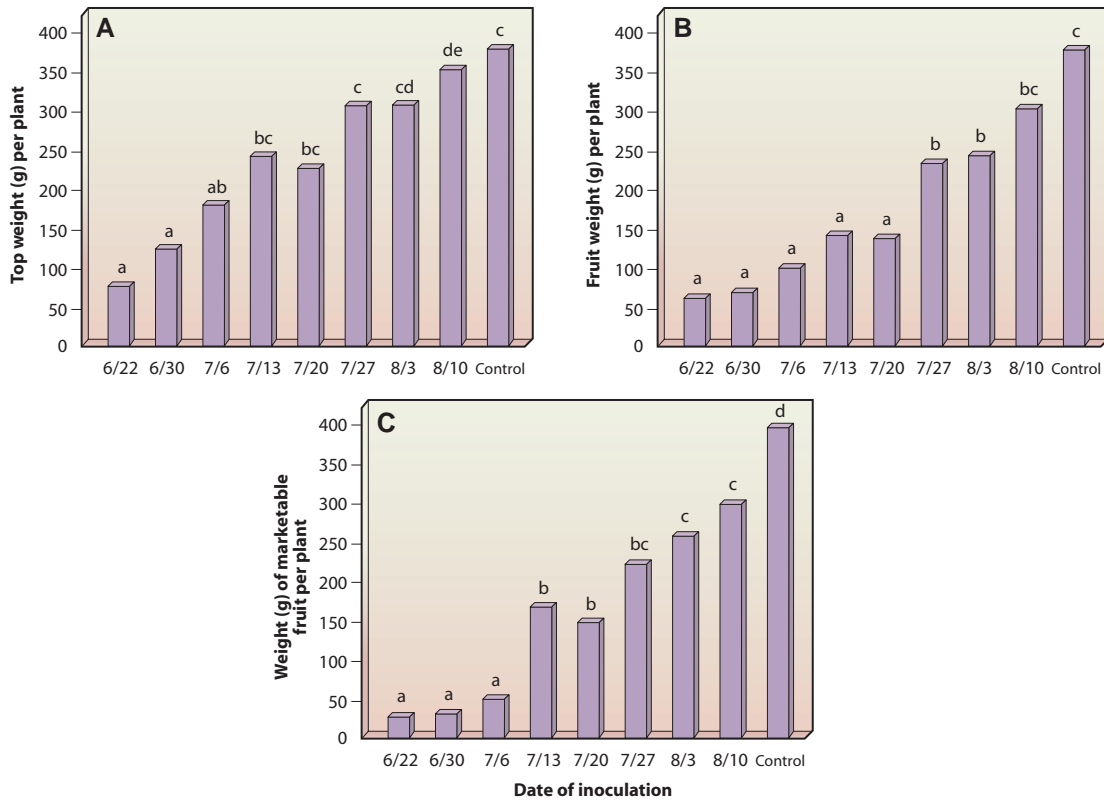 A
Top weight (g) per plant
400
350
300
250
200
150
100
50
0
a
a
ab
bc
bc
c
cd
de
c
6/22 6/30 7/6 7/13 7/20 7/27 8/3 8/10 Control
B
Fruit weight (g) per plant
400
350
300
250
200
150
100
50
0
a
a
a
a
a
b
b
bc
c
6/22 6/30 7/6 7/13 7/20 7/27 8/3 8/10 Control
C
Weight (g) of marketable
fruit per plant
400
350
300
250
200
150
100
50
0
a
a
a
b
b
bc
c
c
d
6/22 6/30 7/6 7/13 7/20 7/27 8/3 8/10 Control
Date of inoculation